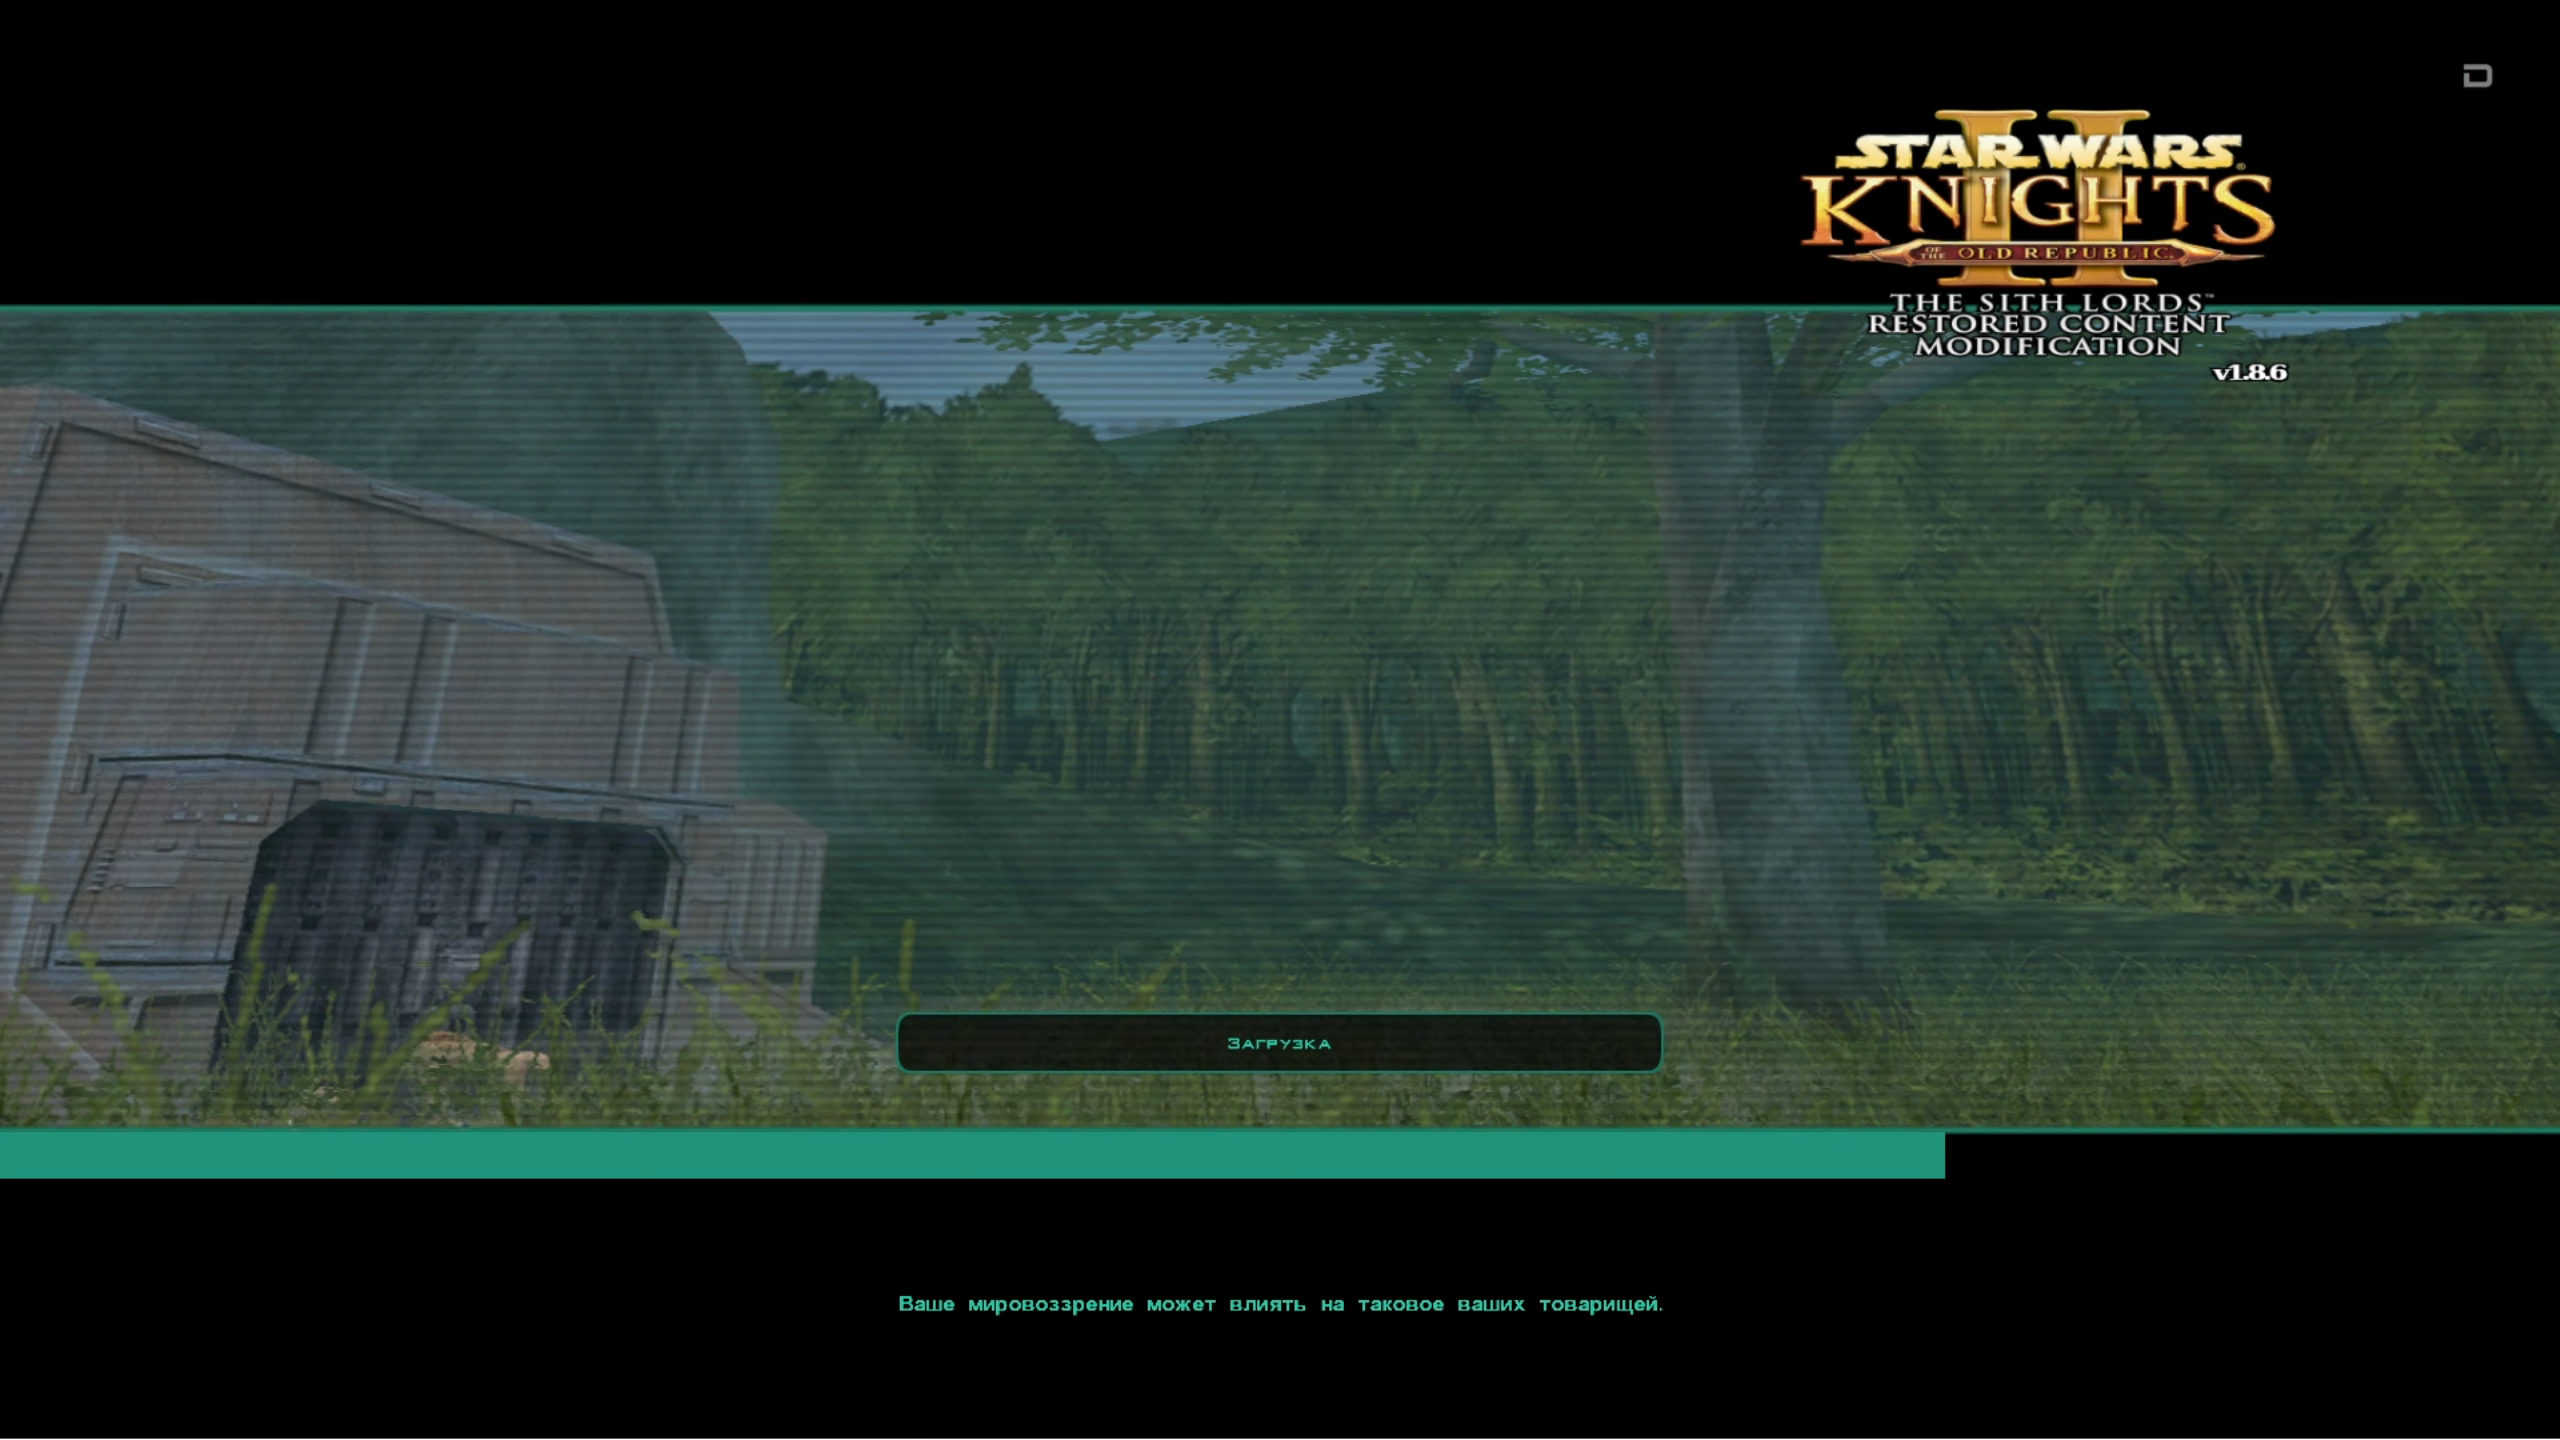 STAR WARS®
KNIGHTS
II
OF THE OLD REPUBLIC
THE SITH LORDS™
RESTORED CONTENT
MODIFICATION
v1.8.6
Загрузка
Ваше мировоззрение может влиять на таковое ваших товарищей.